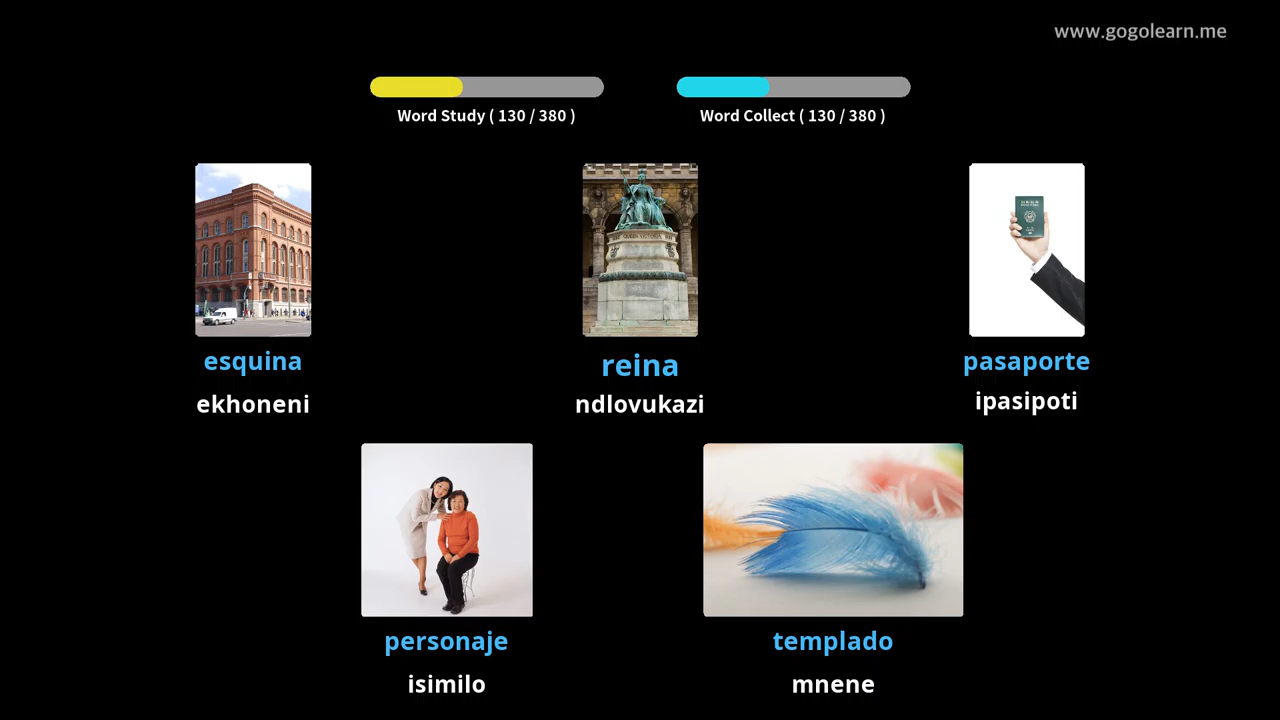 www.gogolearn.me
Word Study ( 130 / 380 )
Word Collect ( 130 / 380 )
esquina
ekhoneni
reina
ndlovukazi
pasaporte
ipasipoti
personaje
isimilo
templado
mnene